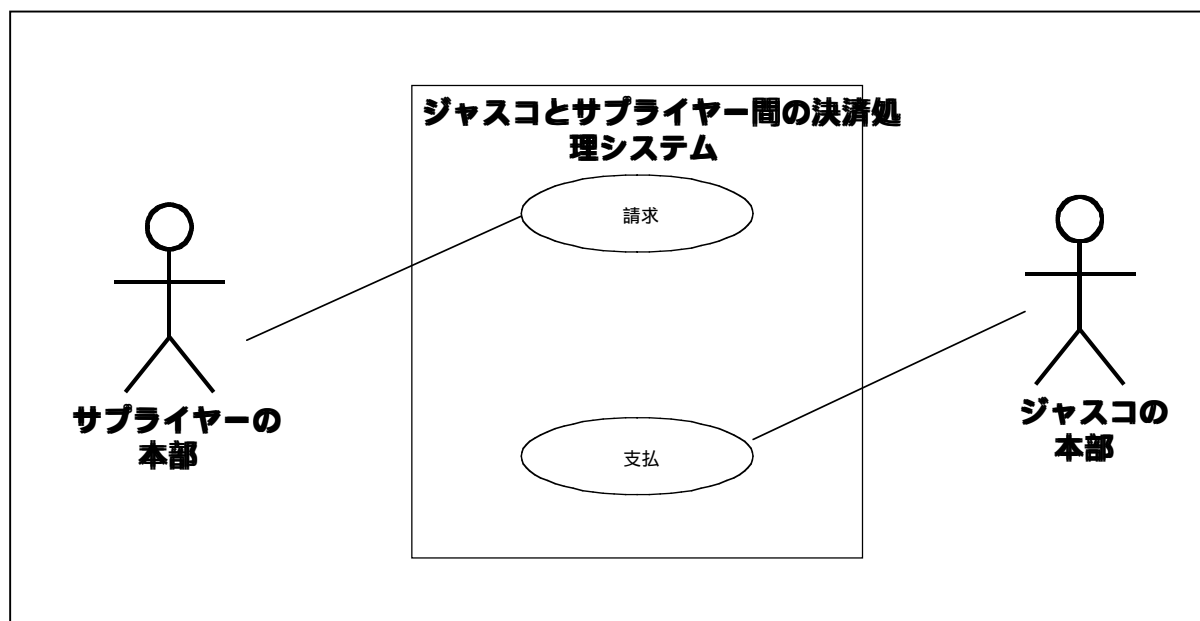 ジャスコとサプライヤー間の決済処
理システム
請求
サプライヤーの
本部
ジャスコの
本部
支払